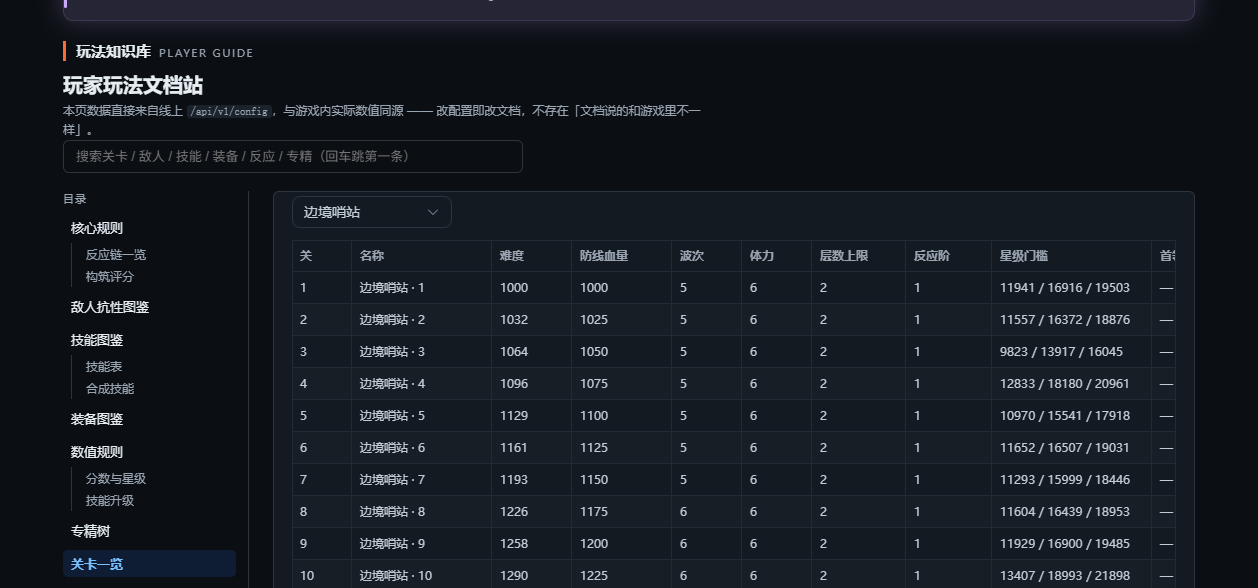 玩法知识库 PLAYER GUIDE
玩家玩法文档站
本页数据直接来自线上 /api/v1/config，与游戏内实际数值同源 —— 改配置即改文档，不存在「文档说的和游戏里不一
样」。
搜索关卡 / 敌人 / 技能 / 装备 / 反应 / 专精（回车跳第一条）
目录
核心规则
反应链一览
构筑评分
敌人抗性图鉴
技能图鉴
技能表
合成技能
装备图鉴
数值规则
分数与星级
技能升级
专精树
关卡一览
边境哨站
关 名称 难度 防线血量 波次 体力 层数上限 反应阶 星级门槛
1 边境哨站 · 1 1000 1000 5 6 2 1 11941 / 16916 / 19503 —
2 边境哨站 · 2 1032 1025 5 6 2 1 11557 / 16372 / 18876 —
3 边境哨站 · 3 1064 1050 5 6 2 1 9823 / 13917 / 16045 —
4 边境哨站 · 4 1096 1075 5 6 2 1 12833 / 18180 / 20961 —
5 边境哨站 · 5 1129 1100 5 6 2 1 10970 / 15541 / 17918 —
6 边境哨站 · 6 1161 1125 5 6 2 1 11652 / 16507 / 19031 —
7 边境哨站 · 7 1193 1150 5 6 2 1 11293 / 15999 / 18446 —
8 边境哨站 · 8 1226 1175 6 6 2 1 11604 / 16439 / 18953 —
9 边境哨站 · 9 1258 1200 6 6 2 1 11929 / 16900 / 19485 —
10 边境哨站 · 10 1290 1225 6 6 2 1 13407 / 18993 / 21898 —